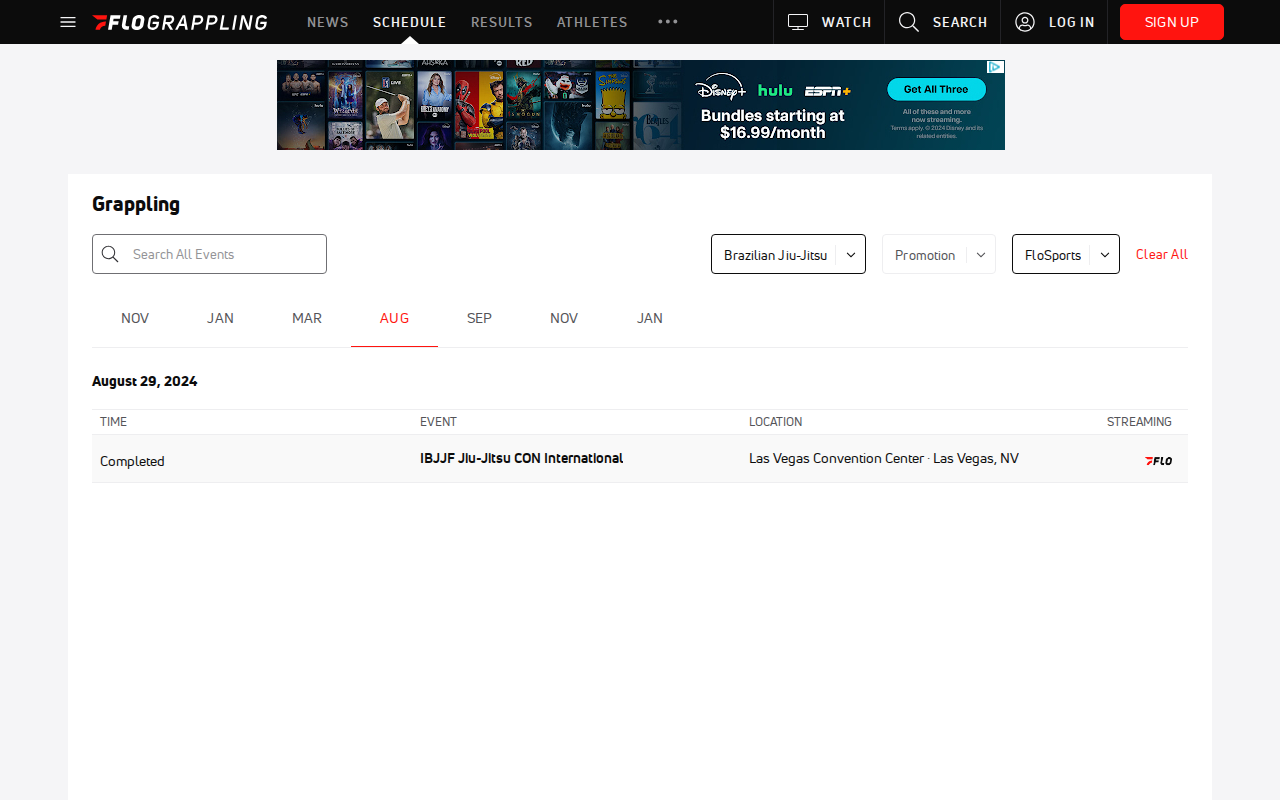 FLOGRAPPLING NEWS SCHEDULE RESULTS ATHLETES WATCH SEARCH LOG IN SIGN UP
Disney+ hulu ESPN+
Bundles starting at
$16.99/month
Get All Three
All of these and more
now streaming.
Terms apply. © 2024 Disney and its
related entities.
Grappling
Search All Events Brazilian Jiu-Jitsu Promotion FloSports Clear All
NOV JAN MAR AUG SEP NOV JAN
August 29, 2024
TIME EVENT LOCATION STREAMING
Completed IBJJF Jiu-Jitsu CON International Las Vegas Convention Center · Las Vegas, NV FLO